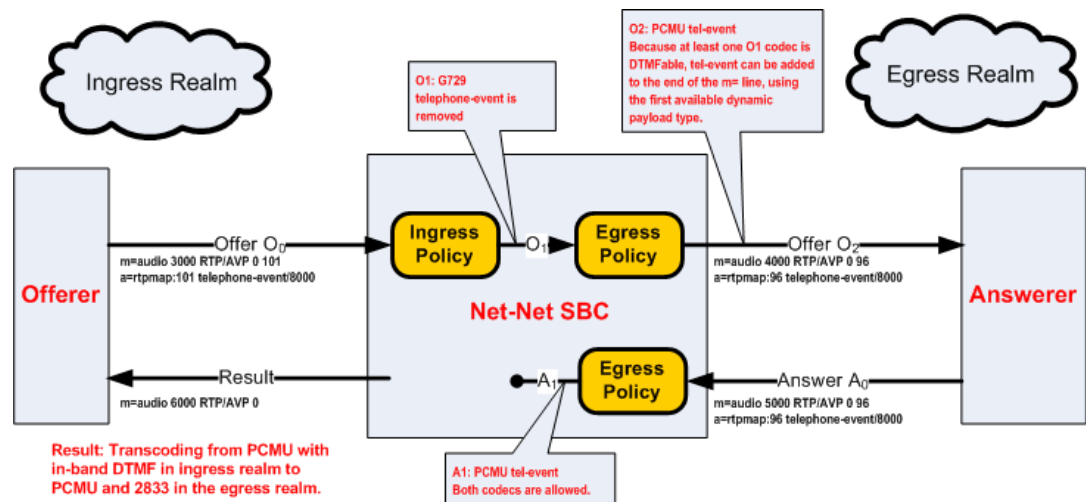 Ingress Realm
O1: G729
telephone-event is
removed
O2: PCMU tel-event
Because at least one O1 codec is
DTMFable, tel-event can be added
to the end of the m= line, using
the first available dynamic
payload type.
Egress Realm
Offerer
Offer O0
m=audio 3000 RTP/AVP 0 101
a=rtpmap:101 telephone-event/8000
Ingress
Policy
O1
Egress
Policy
Offer O2
m=audio 4000 RTP/AVP 0 96
a=rtpmap:96 telephone-event/8000
Answerer
Net-Net SBC
Result
m=audio 6000 RTP/AVP 0
A1
Egress
Policy
Answer A0
m=audio 5000 RTP/AVP 0 96
a=rtpmap:96 telephone-event/8000
Result: Transcoding from PCMU with
in-band DTMF in ingress realm to
PCMU and 2833 in the egress realm.
A1: PCMU tel-event
Both codecs are allowed.